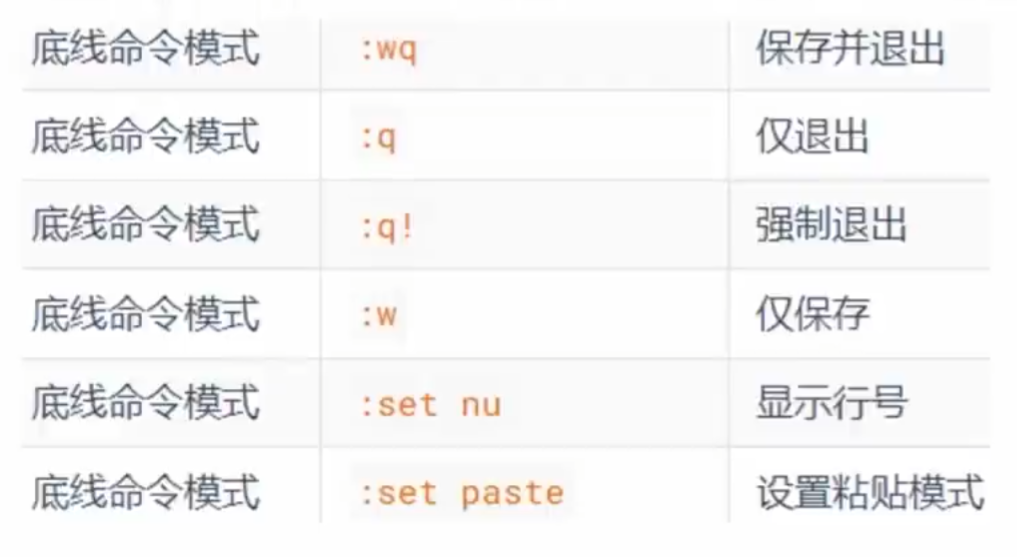 底线命令模式 :wq 保存并退出
底线命令模式 :q 仅退出
底线命令模式 :q! 强制退出
底线命令模式 :w 仅保存
底线命令模式 :set nu 显示行号
底线命令模式 :set paste 设置粘贴模式